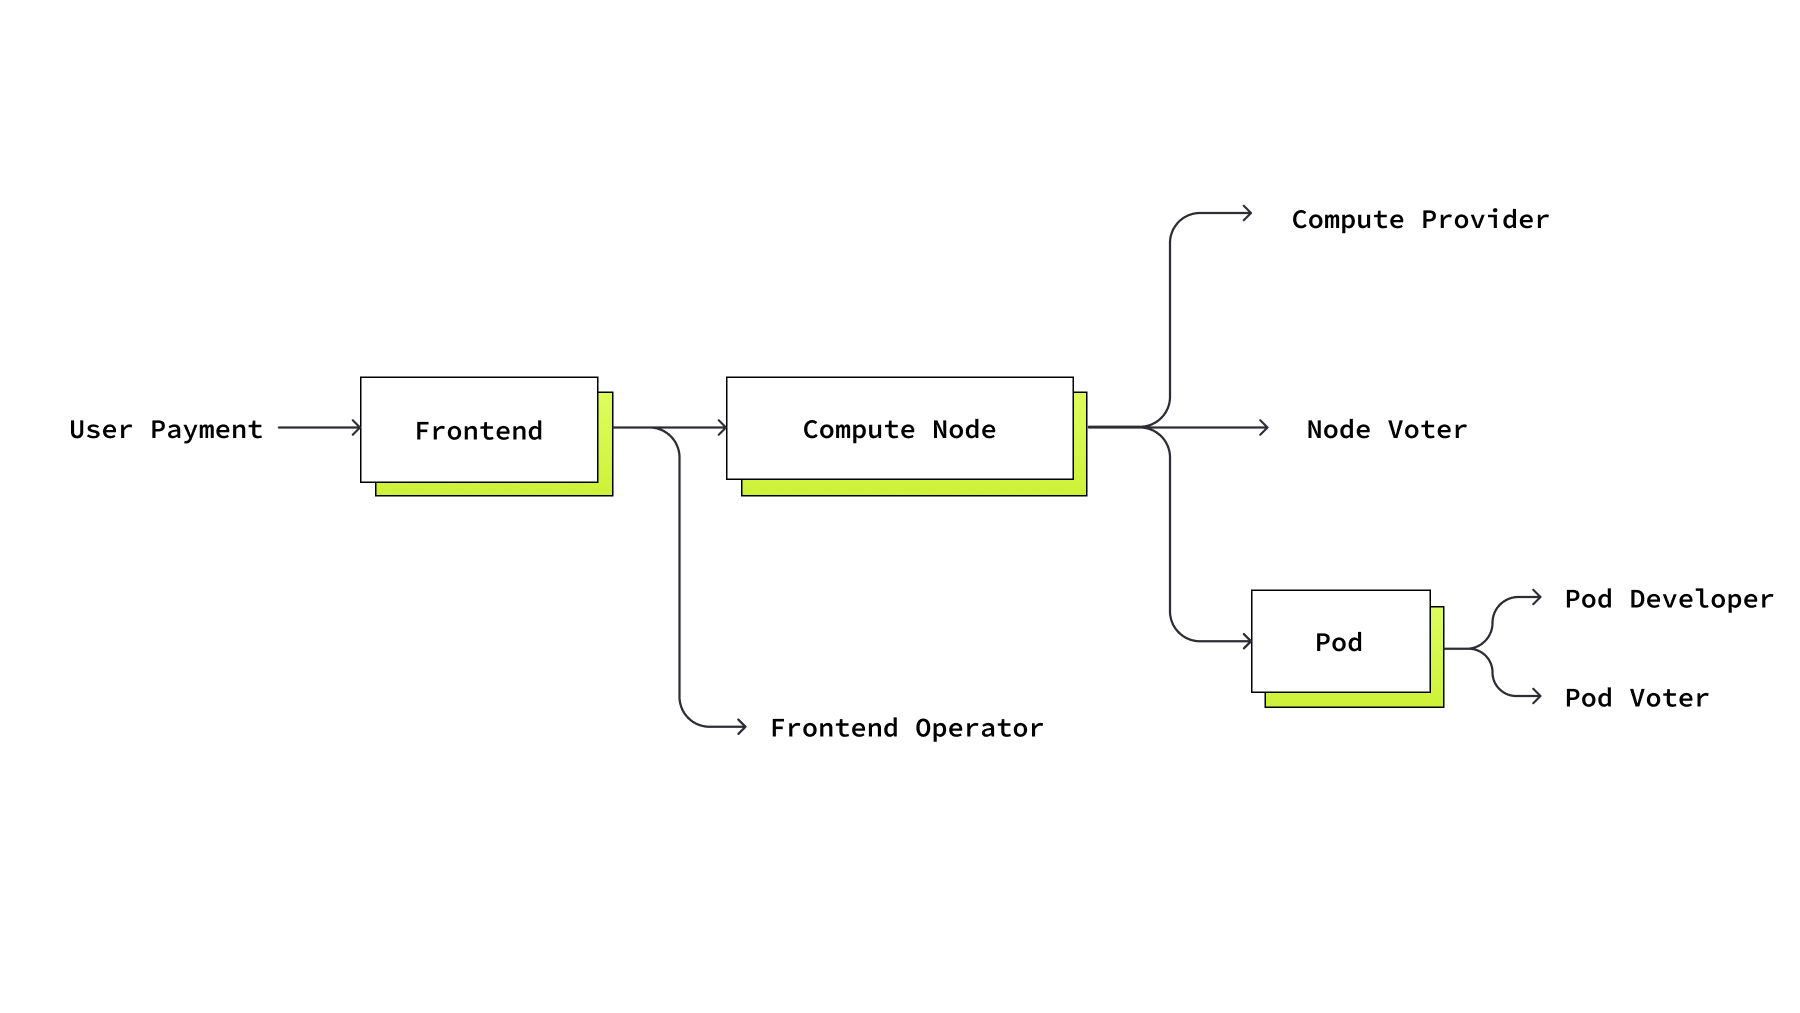 User Payment
Frontend
Compute Node
Compute Provider
Node Voter
Pod
Pod Developer
Pod Voter
Frontend Operator